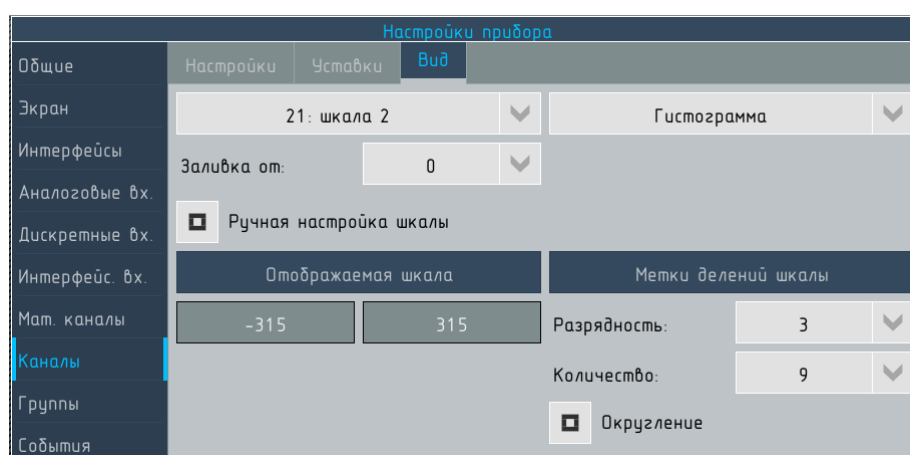 Настройки прибора
Общие
Экран
Интерфейсы
Аналоговые вх.
Дискретные вх.
Интерфейс. вх.
Мат. каналы
Каналы
Группы
События
Настройки Уставки Вид
21: шкала 2 Гистограмма
Заливка от: 0
Ручная настройка шкалы
Отображаемая шкала Метки делений шкалы
-315 315 Разрядность: 3
Количество: 9
Округление